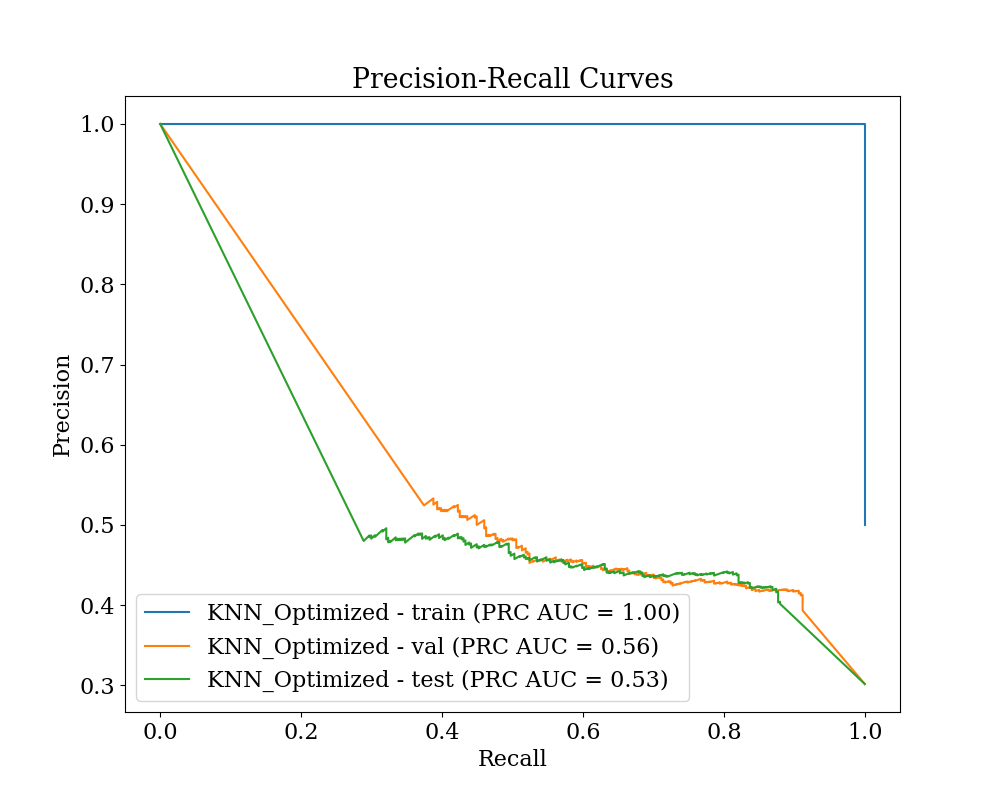 Precision-Recall Curves
1.0
0.9
0.8
0.7
0.6
0.5
0.4
0.3
Precision
KNN_Optimized - train (PRC AUC = 1.00)
KNN_Optimized - val (PRC AUC = 0.56)
KNN_Optimized - test (PRC AUC = 0.53)
0.0 0.2 0.4 0.6 0.8 1.0
Recall